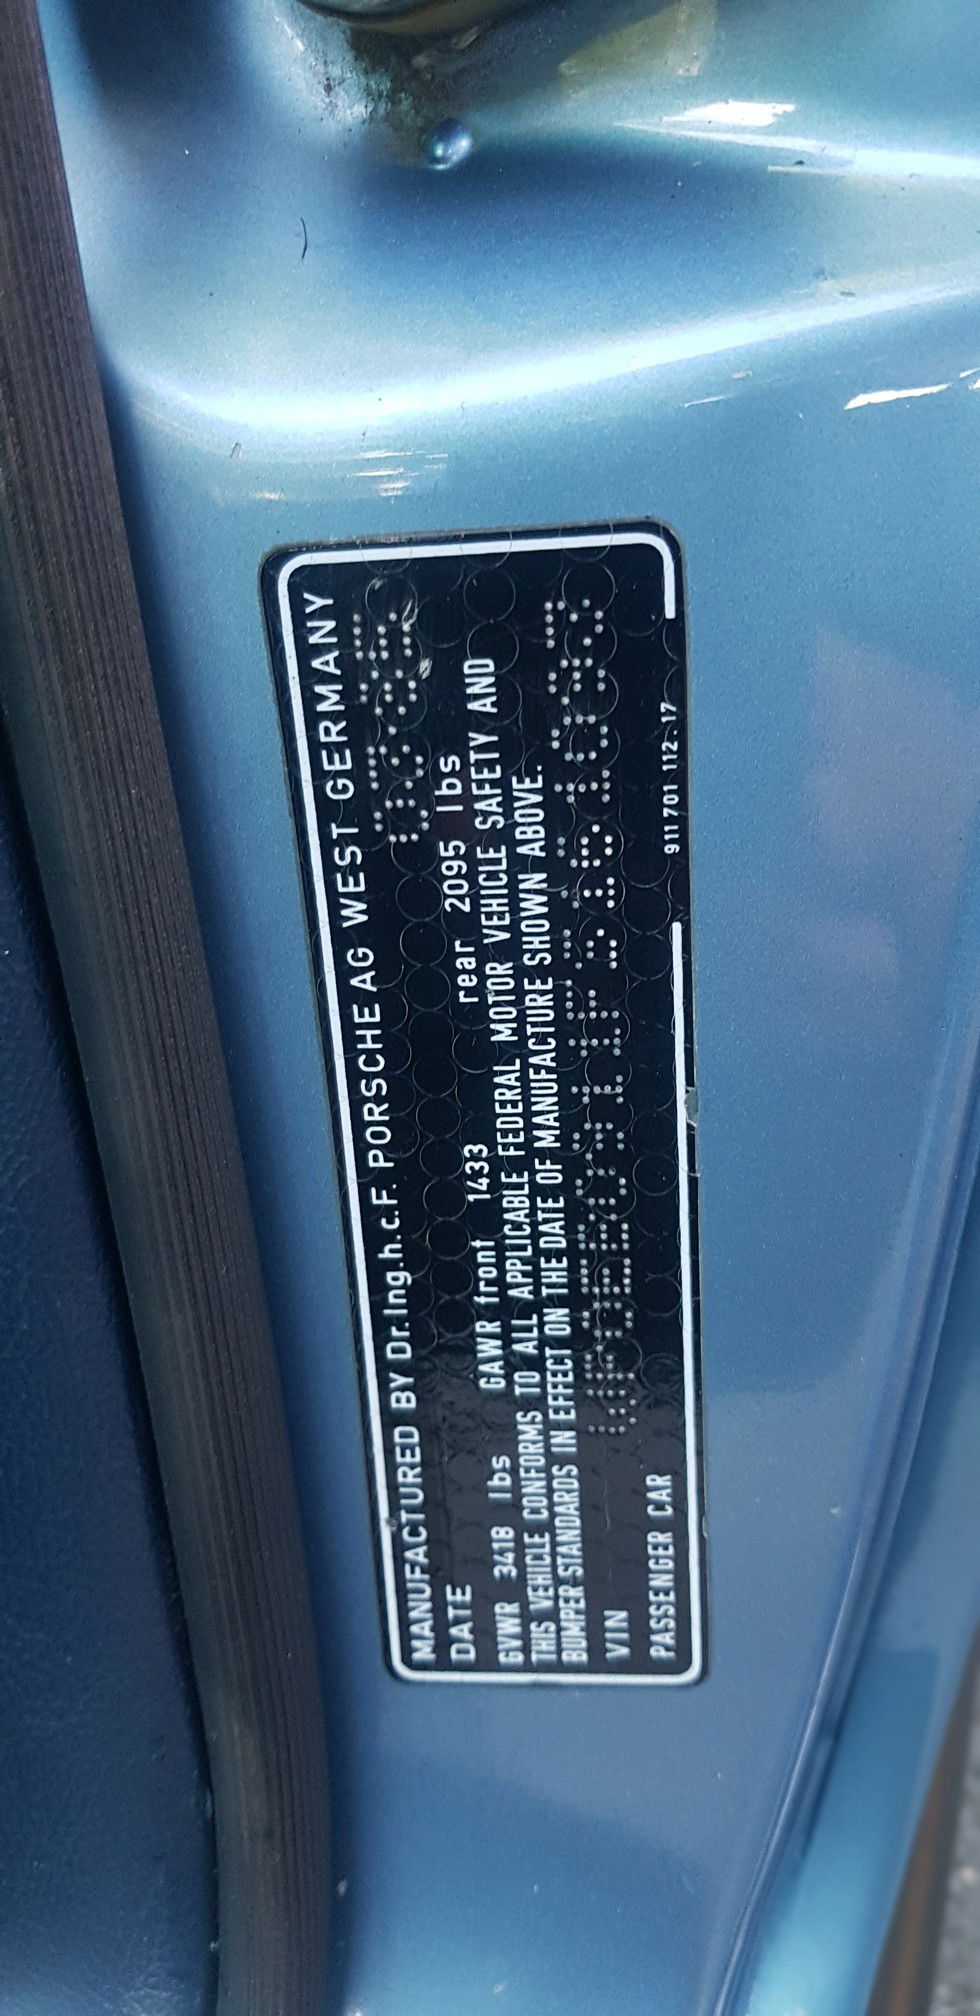 MANUFACTURED BY Dr.Ing.h.c.F. PORSCHE AG WEST GERMANY
DATE
GVWR 3418 lbs GAWR front 1433 rear 2095 lbs
THIS VEHICLE CONFORMS TO ALL APPLICABLE FEDERAL MOTOR VEHICLE SAFETY AND
BUMPER STANDARDS IN EFFECT ON THE DATE OF MANUFACTURE SHOWN ABOVE.
VIN
PASSENGER CAR
911 701 112.17